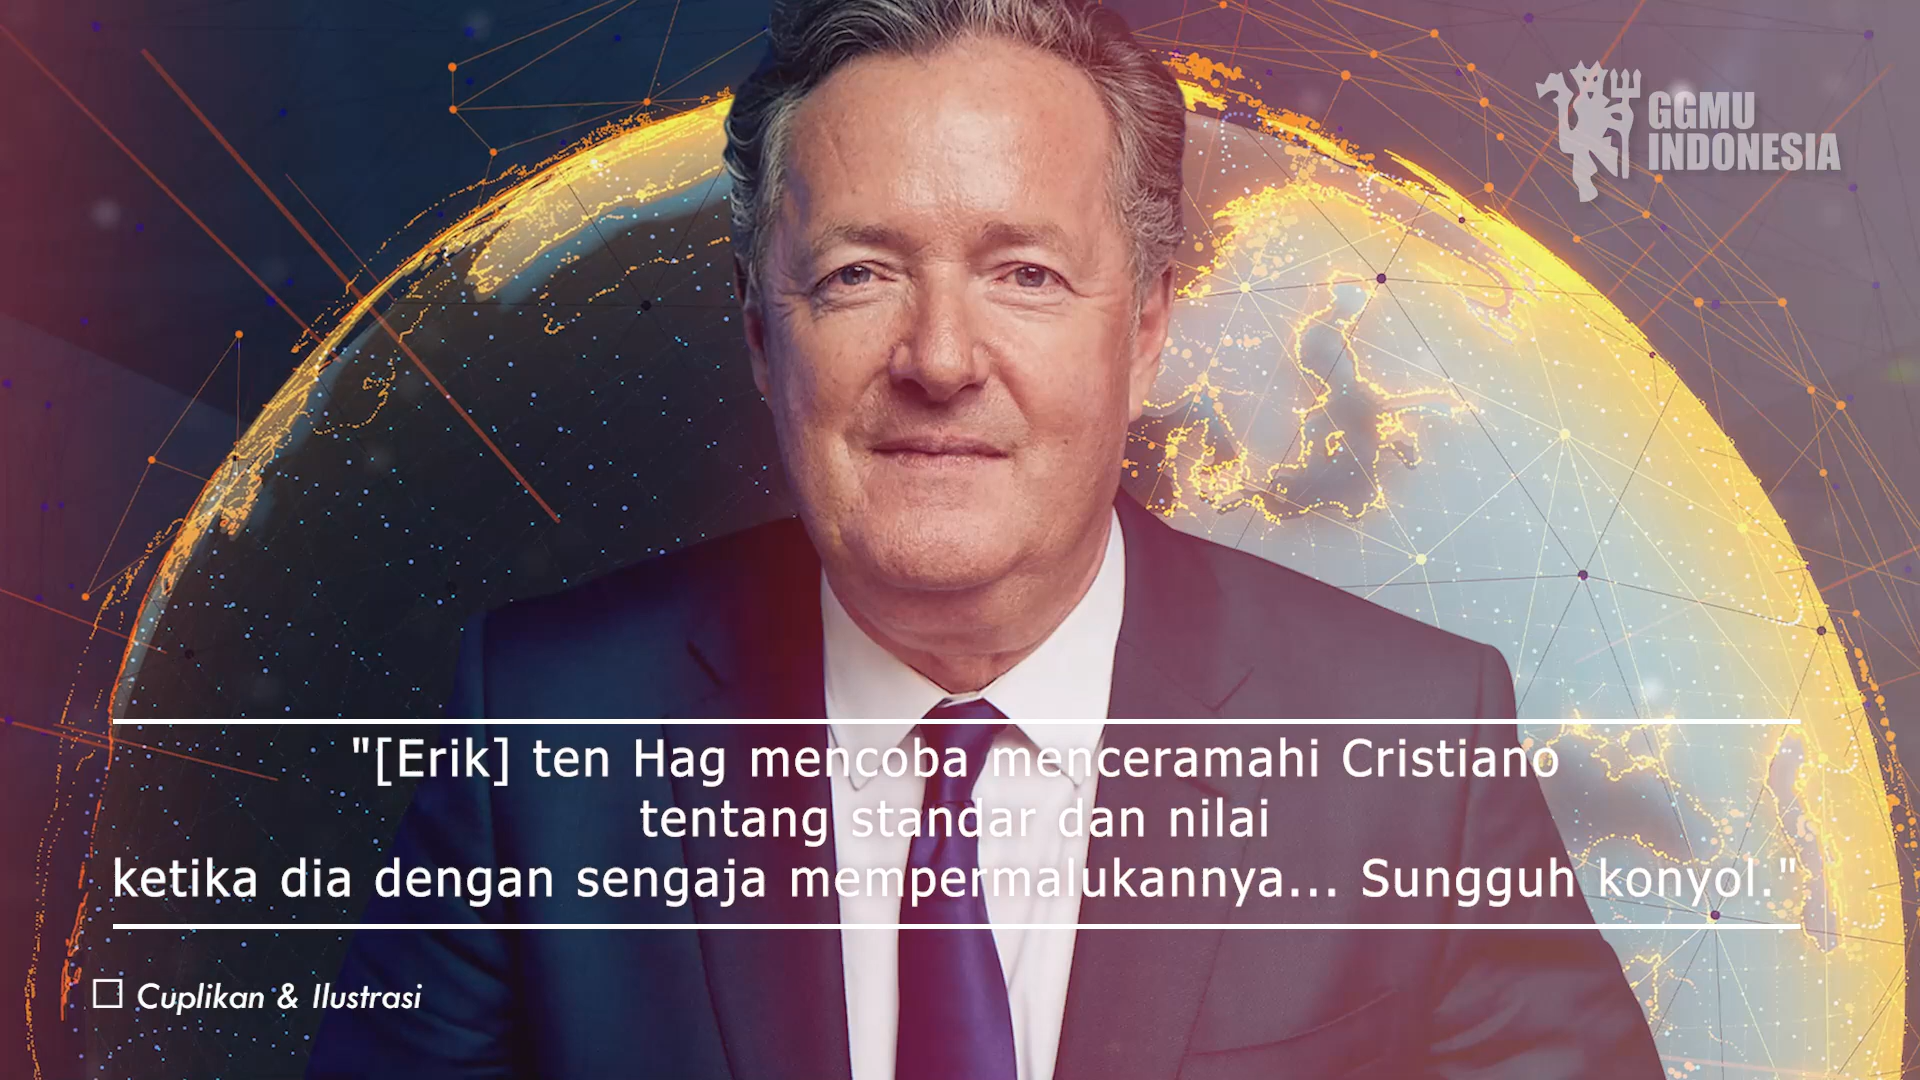 GGMU
INDONESIA
"[Erik] ten Hag mencoba menceramahi Cristiano
tentang standar dan nilai
ketika dia dengan sengaja mempermalukannya... Sungguh konyol."
Cuplikan & Ilustrasi